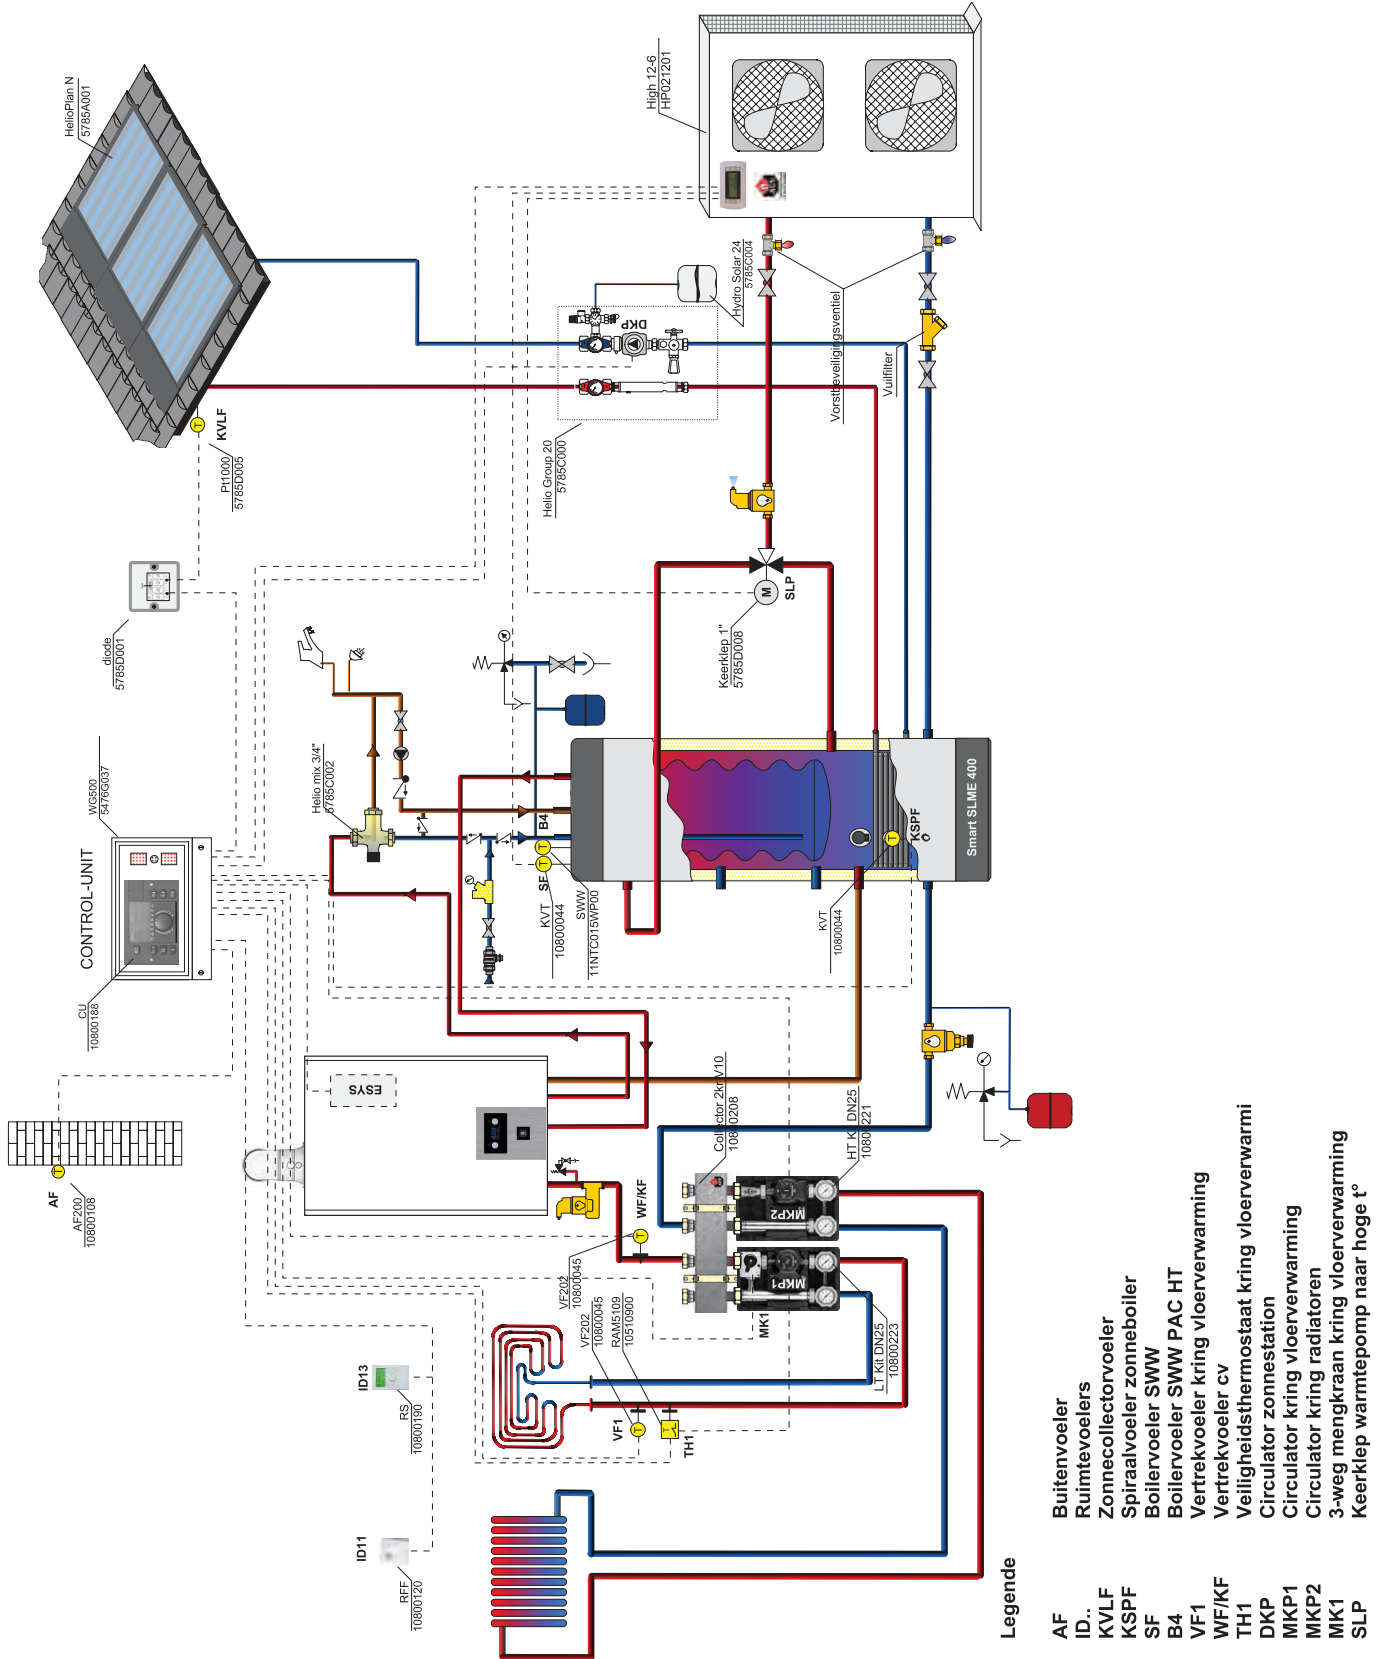 HelioPlan N
5785A001
KVLF
Pt1000
5785D005
diode
5785D001
WG500
5476G037
CONTROL-UNIT
CU
10800188
AF
AF200
10800108
High 12-6
HP021201
Hydro Solar 24
5785C004
DKP
Helio Group 20
5785C000
Vorstbeveiligingsventiel
Vuilfilter
M
SLP
Keerklep 1"
5785D008
Helio mix 3/4"
5785C002
B4
SF
KVT
10800044
SWW
11NTC015WP00
KSPF
KVT
10800044
Smart SLME 400
ESYS
WF/KF
VF202
10800045
VF202
10800045
RAM5109
10510900
Collector 2kr V10
10800208
HT Kit DN25
10800221
MKP2
MKP1
MK1
LT Kit DN25
10800223
VF1
TH1
ID13
RS
10800190
ID11
RFF
10800120
Legende
AF Buitenvoeler
ID.. Ruimtevoelers
KVLF Zonnecollectorvoeler
KSPF Spiraalvoeler zonneboiler
SF Boilervoeler SWW
B4 Boilervoeler SWW PAC HT
VF1 Vertrekvoeler kring vloerverwarming
WF/KF Vertrekvoeler cv
TH1 Veiligheidsthermostaat kring vloerverwarmi
DKP Circulator zonnestation
MKP1 Circulator kring vloerverwarming
MKP2 Circulator kring radiatoren
MK1 3-weg mengkraan kring vloerverwarming
SLP Keerklep warmtepomp naar hoge t°